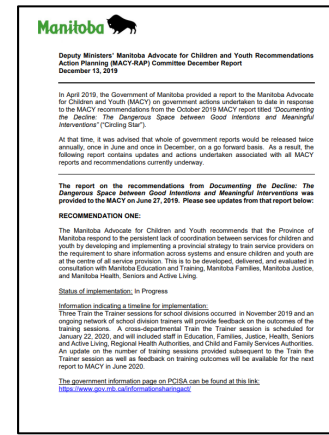 Manitoba
Deputy Ministers' Manitoba Advocate for Children and Youth Recommendations
Action Planning (MACY-RAP) Committee December Report
December 13, 2019
In April 2019, the Government of Manitoba provided a report to the Manitoba Advocate
for Children and Youth (MACY) on government actions undertaken to date in response
to the MACY recommendations from the October 2019 MACY report titled "Documenting
the Decline: The Dangerous Space between Good Intentions and Meaningful
Interventions" ("Circling Star").
At that time, it was advised that whole of government reports would be released twice
annually, once in June and once in December, on a go forward basis. As a result, the
following report contains updates and actions undertaken associated with all MACY
reports and recommendations currently underway.
The report on the recommendations from Documenting the Decline: The
Dangerous Space between Good Intentions and Meaningful Interventions was
provided to the MACY on June 27, 2019. Please see updates from that report below:
RECOMMENDATION ONE:
The Manitoba Advocate for Children and Youth recommends that the Province of
Manitoba respond to the persistent lack of coordination between services for children and
youth by developing and implementing a provincial strategy to train service providers on
the requirement to share information across systems and ensure children and youth are
at the centre of all service provision. This is to be developed, delivered, and evaluated in
consultation with Manitoba Education and Training, Manitoba Families, Manitoba Justice,
and Manitoba Health, Seniors and Active Living.
Status of implementation: In Progress
Information indicating a timeline for implementation:
Three Train the Trainer sessions for school divisions occurred in November 2019 and an
ongoing network of school division trainers will provide feedback on the outcomes of the
training sessions. A cross-departmental Train the Trainer session is scheduled for
January 22, 2020, and will included staff in Education, Families, Justice, Health, Seniors
and Active Living, Regional Health Authorities, and Child and Family Services Authorities.
An update on the number of training sessions provided subsequent to the Train the
Trainer session as well as feedback on training outcomes will be available for the next
report to MACY in June 2020.
The government information page on PCISA can be found at this link:
https://www.gov.mb.ca/informationsharingact/